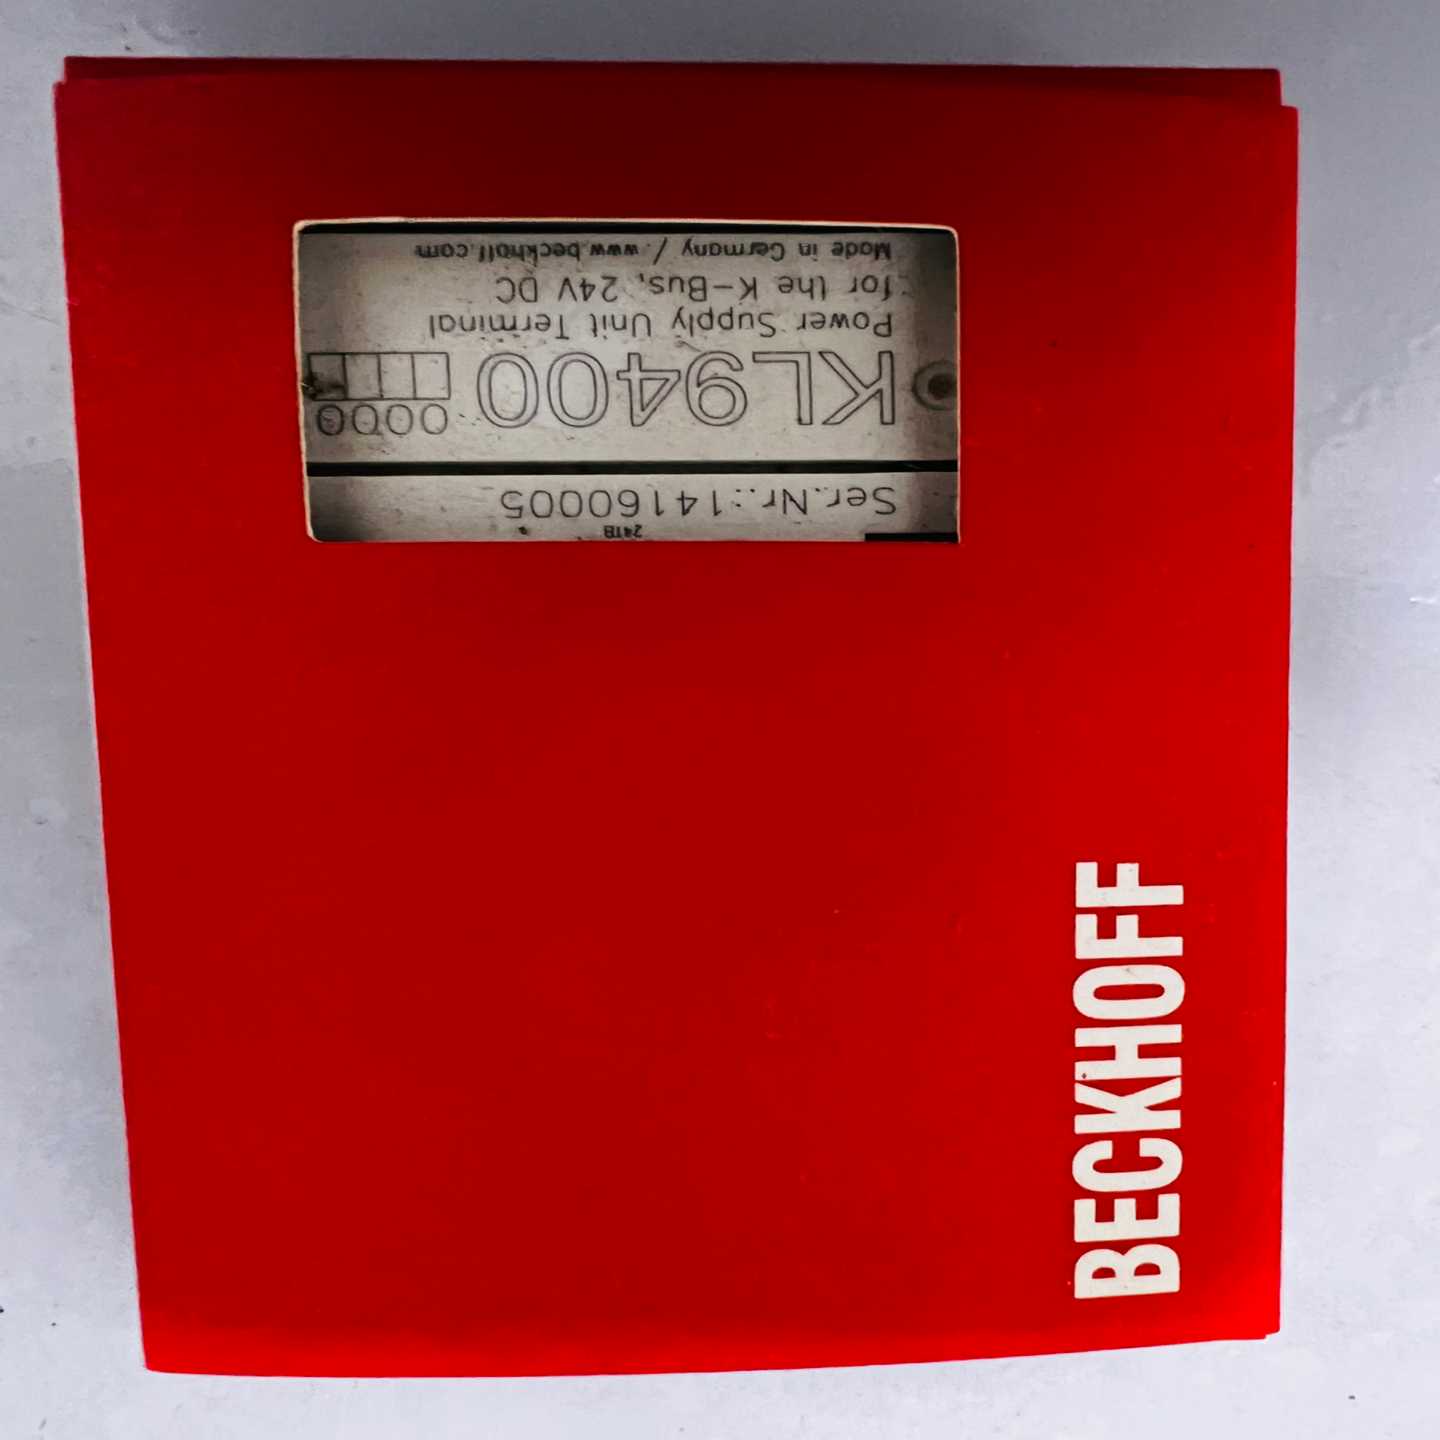 Ser.Nr.:14160005
KL9400 0000
Power Supply Unit Terminal
for the K-Bus, 24V DC
Made in Germany / www.beckhoff.com
BECKHOFF